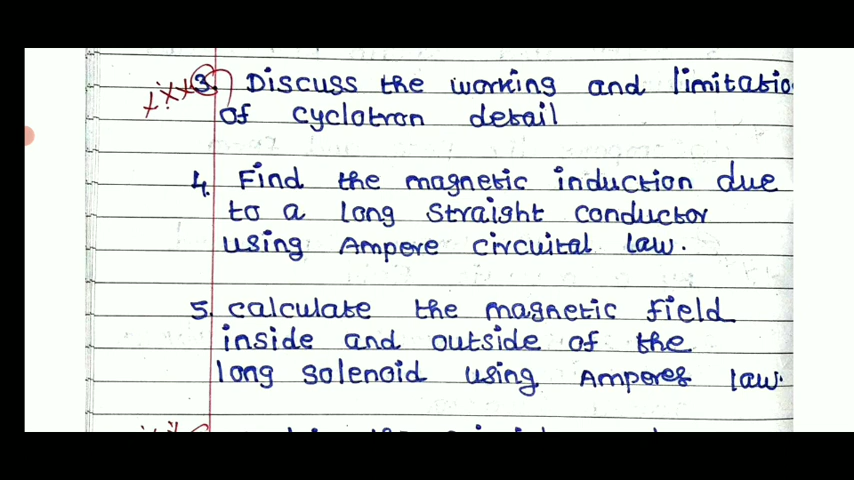 3. Discuss the working and limitatio
of cyclotron detail
4. Find the magnetic induction due
to a long straight conductor
using Ampere circuital law.
5. calculate the magnetic field
inside and outside of the
long solenoid using Amperes law.